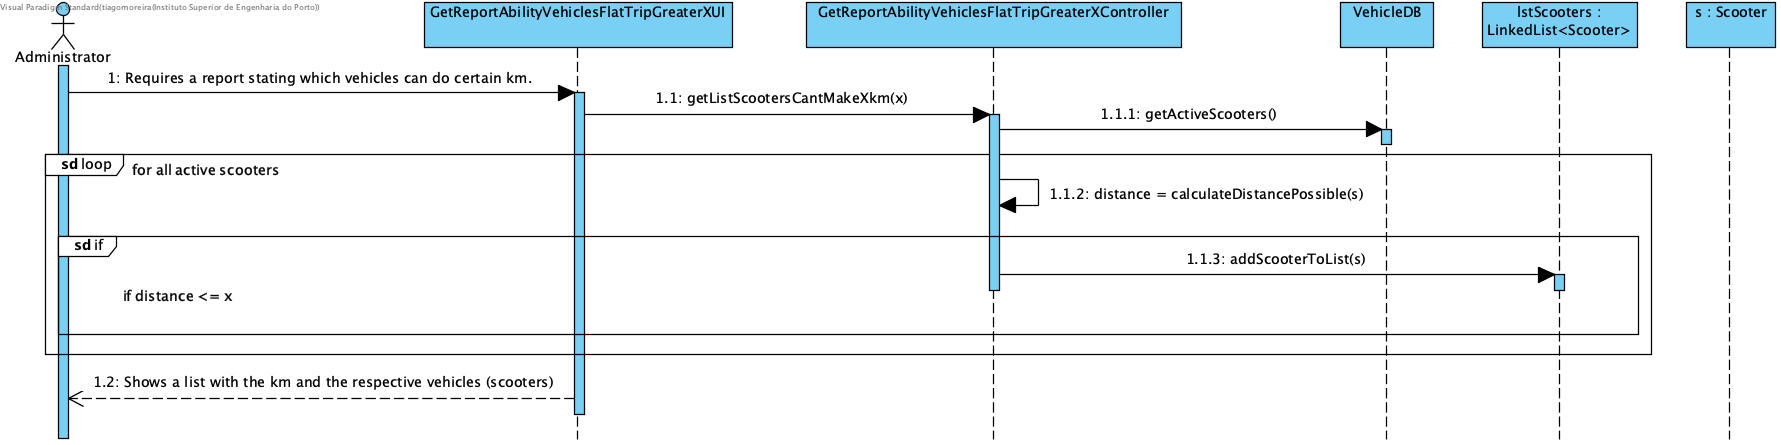 Visual Paradigm Standard(tiagomoreira(Instituto Superior de Engenharia do Porto))
GetReportAbilityVehiclesFlatTripGreaterXUI
GetReportAbilityVehiclesFlatTripGreaterXController
VehicleDB
lstScooters :
LinkedList<Scooter>
s : Scooter
Administrator
1: Requires a report stating which vehicles can do certain km.
1.1: getListScootersCantMakeXkm(x)
1.1.1: getActiveScooters()
sd loop
for all active scooters
1.1.2: distance = calculateDistancePossible(s)
sd if
1.1.3: addScooterToList(s)
if distance <= x
1.2: Shows a list with the km and the respective vehicles (scooters)